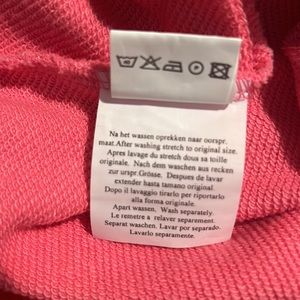 Na het wassen oprekken naar oorspr.
maat.After washing stretch to original size.
Apres lavage du stretch dous sa toille
originale. Nach dem waschen aus recken
zur urspr.Grösse. Despues de lavar
extender hasta tamano original.
Dopo il lavaggio tirarlo per riportarlo
alla forma originale.
Apart wassen. Wash separately.
Le remetre a relaver separement.
Separat waschen. Lavar por separado.
Lavarlo separamente.